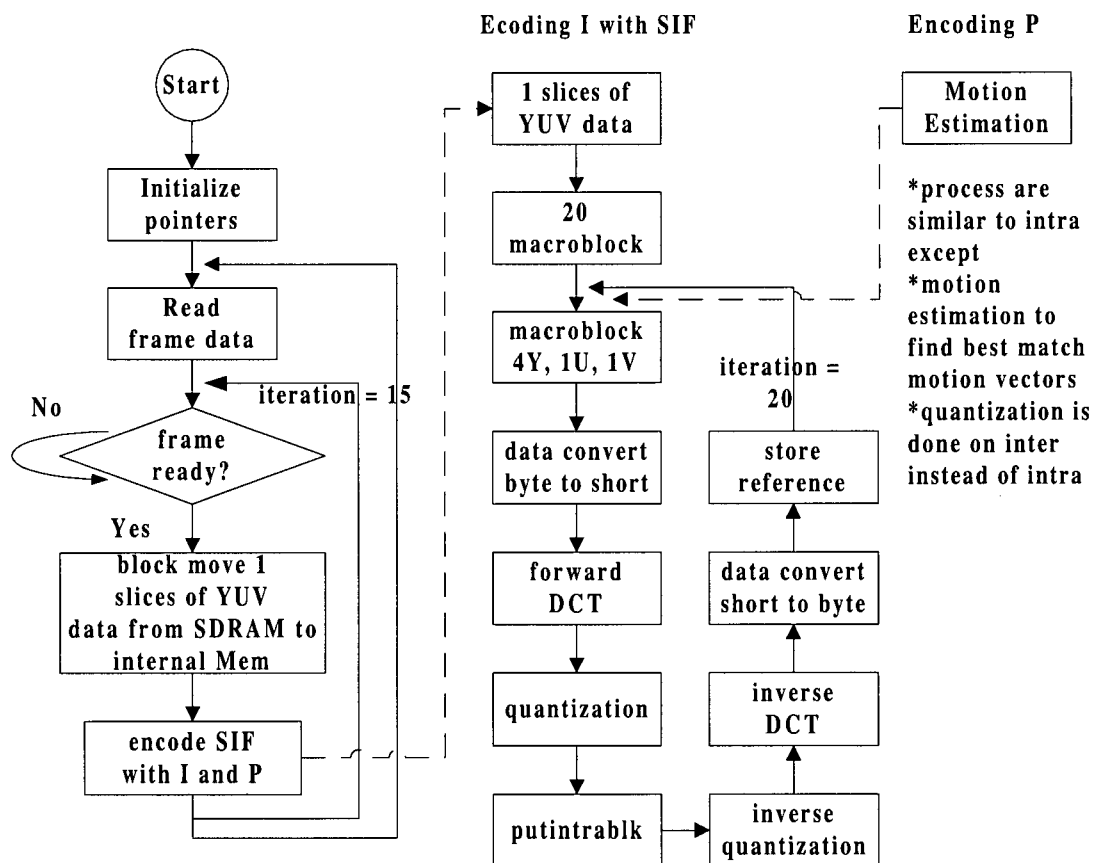 Ecoding I with SIF
Encoding P
Start
Initialize
pointers
Read
frame data
iteration = 15
No
frame
ready?
Yes
block move 1
slices of YUV
data from SDRAM to
internal Mem
encode SIF
with I and P
1 slices of
YUV data
20
macroblock
macroblock
4Y, 1U, 1V
data convert
byte to short
forward
DCT
quantization
putintrablk
inverse
quantization
inverse
DCT
data convert
short to byte
store
reference
iteration =
20
Motion
Estimation
*process are
similar to intra
except
*motion
estimation to
find best match
motion vectors
*quantization is
done on inter
instead of intra